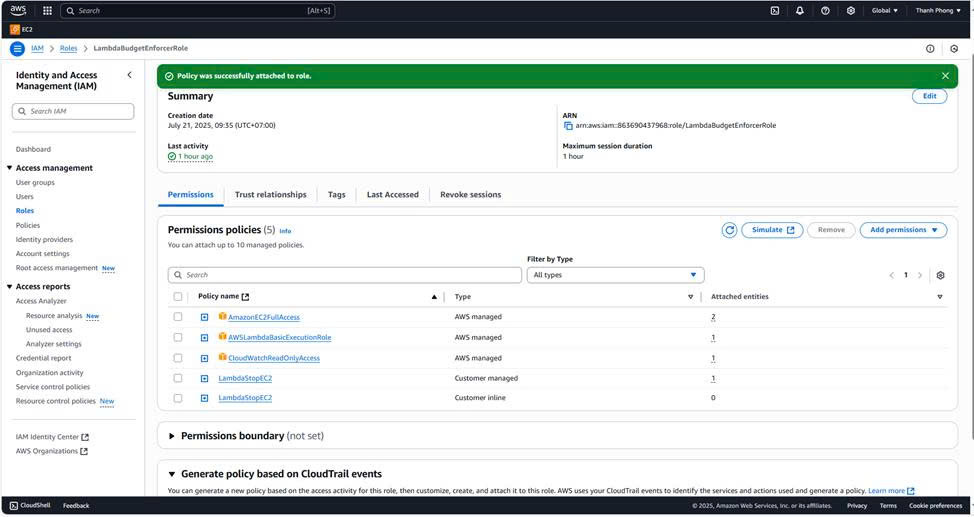 aws
Search [Alt+S] Global Thanh Phong
EC2
IAM Roles LambdaBudgetEnforcerRole
Identity and Access
Management (IAM)
Search IAM
Dashboard
Access management
User groups
Users
Roles
Policies
Identity providers
Account settings
Root access management New
Access reports
Access Analyzer
Resource analysis New
Unused access
Analyzer settings
Credential report
Organization activity
Service control policies
Resource control policies New
IAM Identity Center
AWS Organizations
Policy was successfully attached to role.
Summary
Edit
Creation date
July 21, 2025, 09:35 (UTC+07:00)
ARN
arn:aws:iam::863690437968:role/LambdaBudgetEnforcerRole
Last activity
1 hour ago
Maximum session duration
1 hour
Permissions Trust relationships Tags Last Accessed Revoke sessions
Permissions policies (5) Info
You can attach up to 10 managed policies.
Simulate Remove Add permissions
Filter by Type
Search
All types
1
Policy name Type Attached entities
AmazonEC2FullAccess AWS managed 2
AWSLambdaBasicExecutionRole AWS managed 1
CloudWatchReadOnlyAccess AWS managed 1
LambdaStopEC2 Customer managed 1
LambdaStopEC2 Customer inline 0
Permissions boundary (not set)
Generate policy based on CloudTrail events
You can generate a new policy based on the access activity for this role, then customize, create, and attach it to this role. AWS uses your CloudTrail events to identify the services and actions used and generate a policy. Learn more
CloudShell Feedback © 2025, Amazon Web Services, Inc. or its affiliates. Privacy Terms Cookie preferences